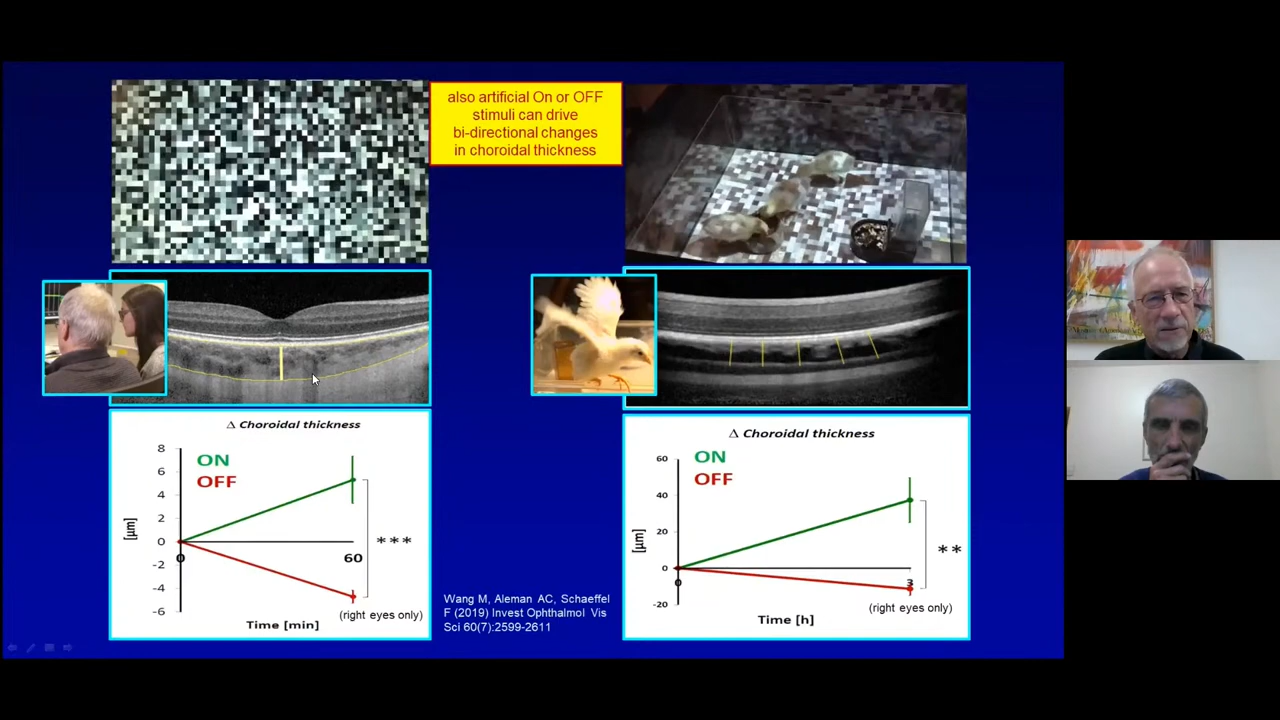 also artificial On or OFF
stimuli can drive
bi-directional changes
in choroidal thickness
Δ Choroidal thickness
ON
OFF
8
6
4
2
0
-2
-4
-6
[µm]
0
60
***
(right eyes only)
Time [min]
Wang M, Aleman AC, Schaeffel
F (2019) Invest Ophthalmol Vis
Sci 60(7):2599-2611
Δ Choroidal thickness
ON
OFF
60
40
20
0
-20
[µm]
0
3
**
(right eyes only)
Time [h]